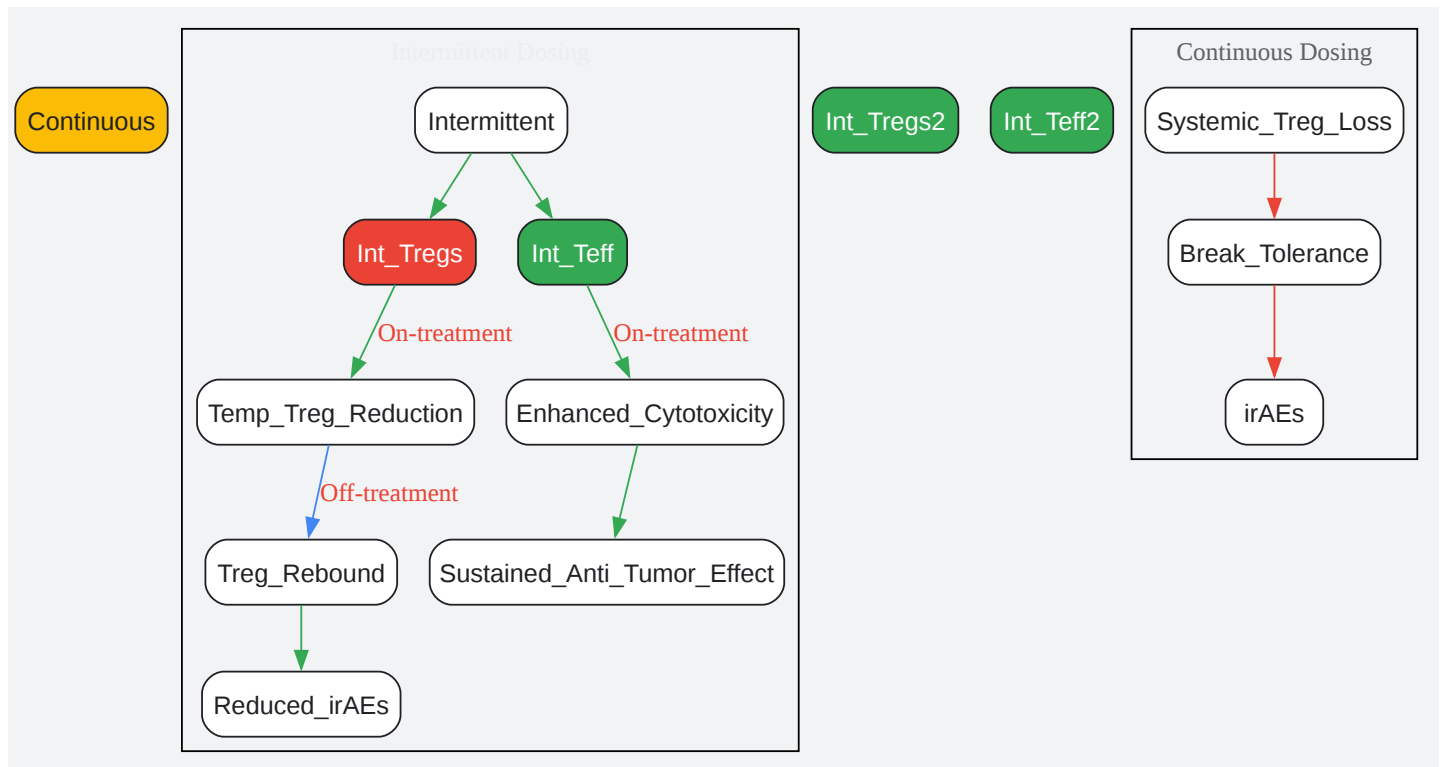 Intermittent Dosing
Continuous Dosing
Continuous
Intermittent
Int_Tregs2
Int_Teff2
Systemic_Treg_Loss
Int_Tregs
Int_Teff
Break_Tolerance
On-treatment
On-treatment
Temp_Treg_Reduction
Enhanced_Cytotoxicity
irAEs
Off-treatment
Treg_Rebound
Sustained_Anti_Tumor_Effect
Reduced_irAEs